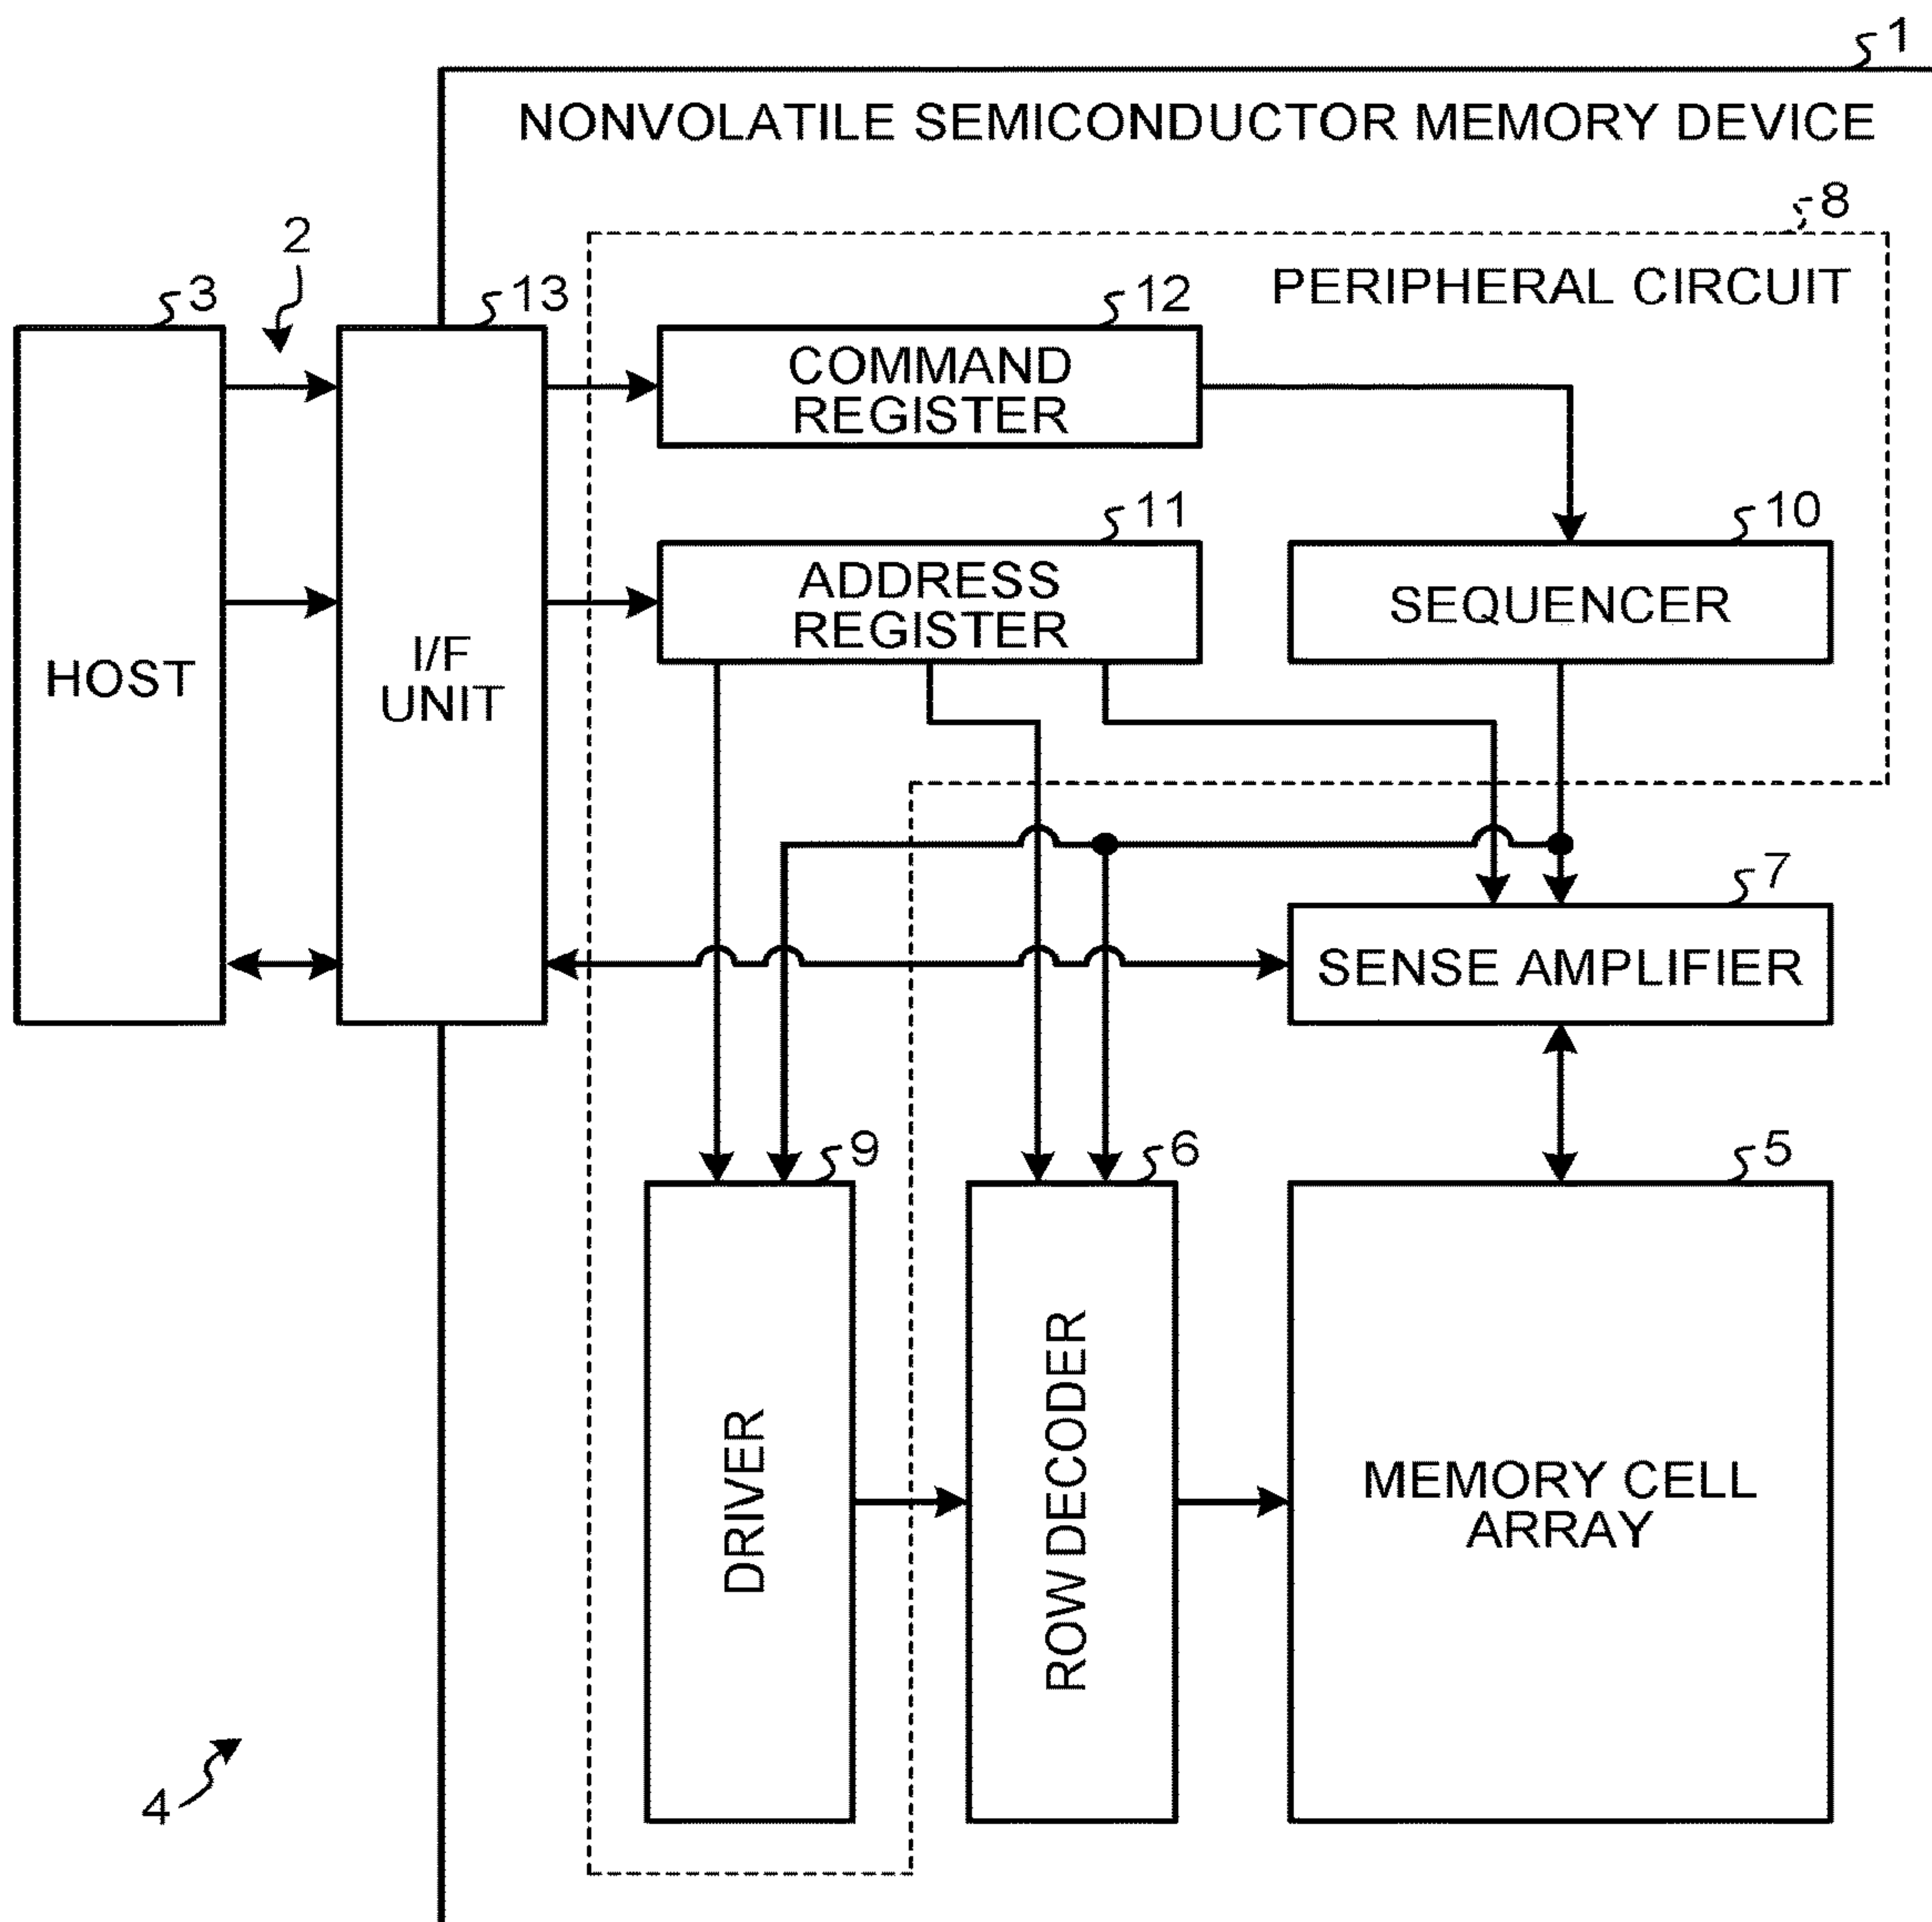 1
NONVOLATILE SEMICONDUCTOR MEMORY DEVICE
8
2
3
13
12
PERIPHERAL CIRCUIT
COMMAND
REGISTER
11
10
ADDRESS
REGISTER
SEQUENCER
HOST
I/F
UNIT
7
SENSE AMPLIFIER
9
6
5
DRIVER
ROW DECODER
MEMORY CELL
ARRAY
4